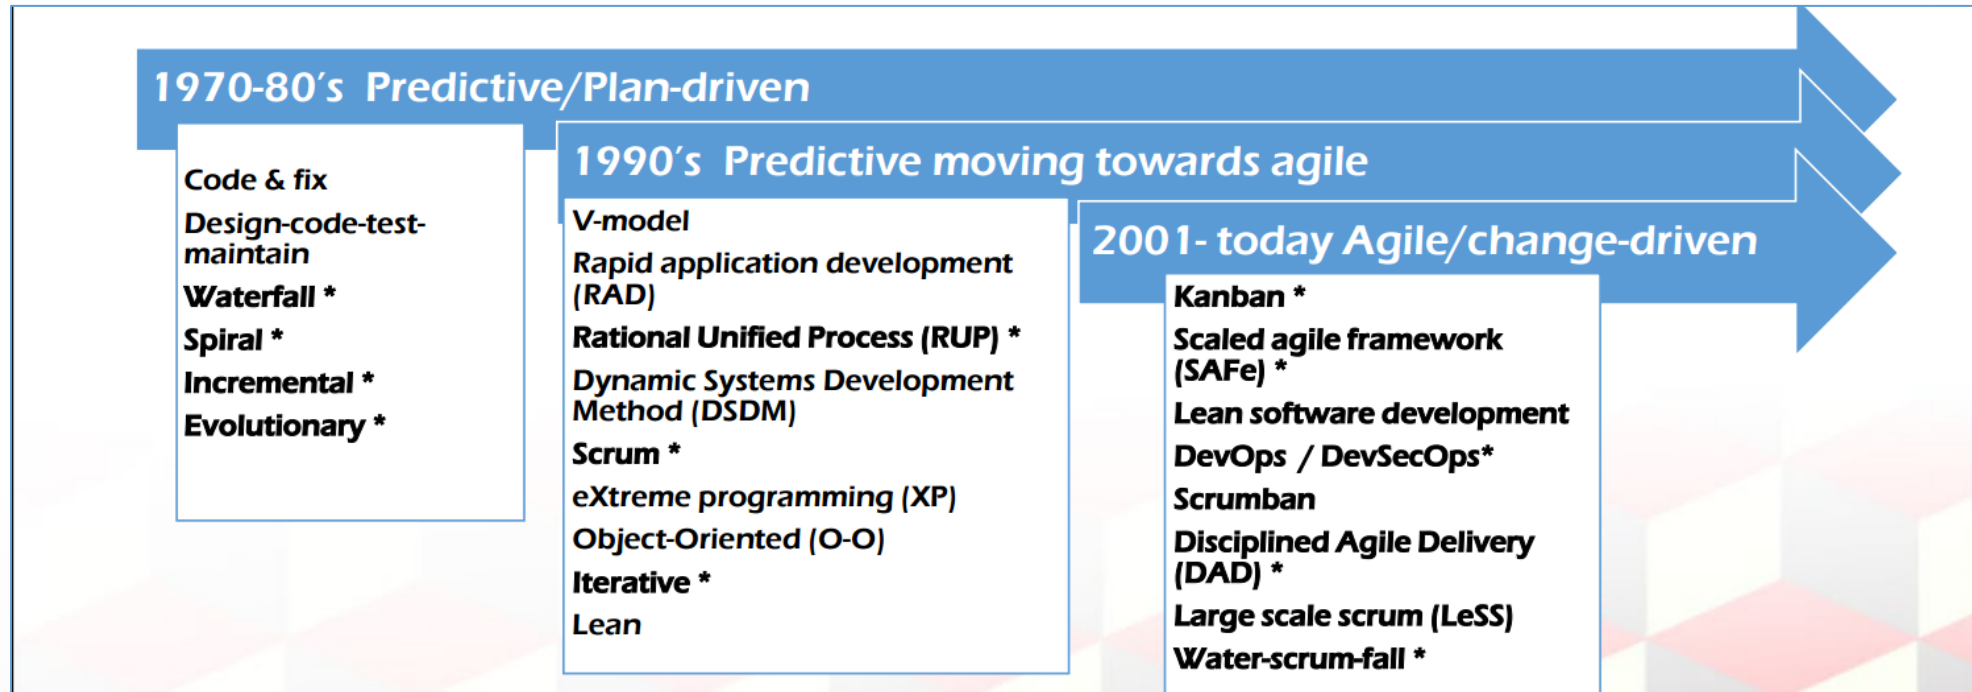 1970-80's  Predictive/Plan-driven
Code & fix
Design-code-test-
maintain
Waterfall *
Spiral *
Incremental *
Evolutionary *
1990's  Predictive moving towards agile
V-model
Rapid application development
(RAD)
Rational Unified Process (RUP) *
Dynamic Systems Development
Method (DSDM)
Scrum *
eXtreme programming (XP)
Object-Oriented (O-O)
Iterative *
Lean
2001- today Agile/change-driven
Kanban *
Scaled agile framework
(SAFe) *
Lean software development
DevOps  / DevSecOps*
Scrumban
Disciplined Agile Delivery
(DAD) *
Large scale scrum (LeSS)
Water-scrum-fall *